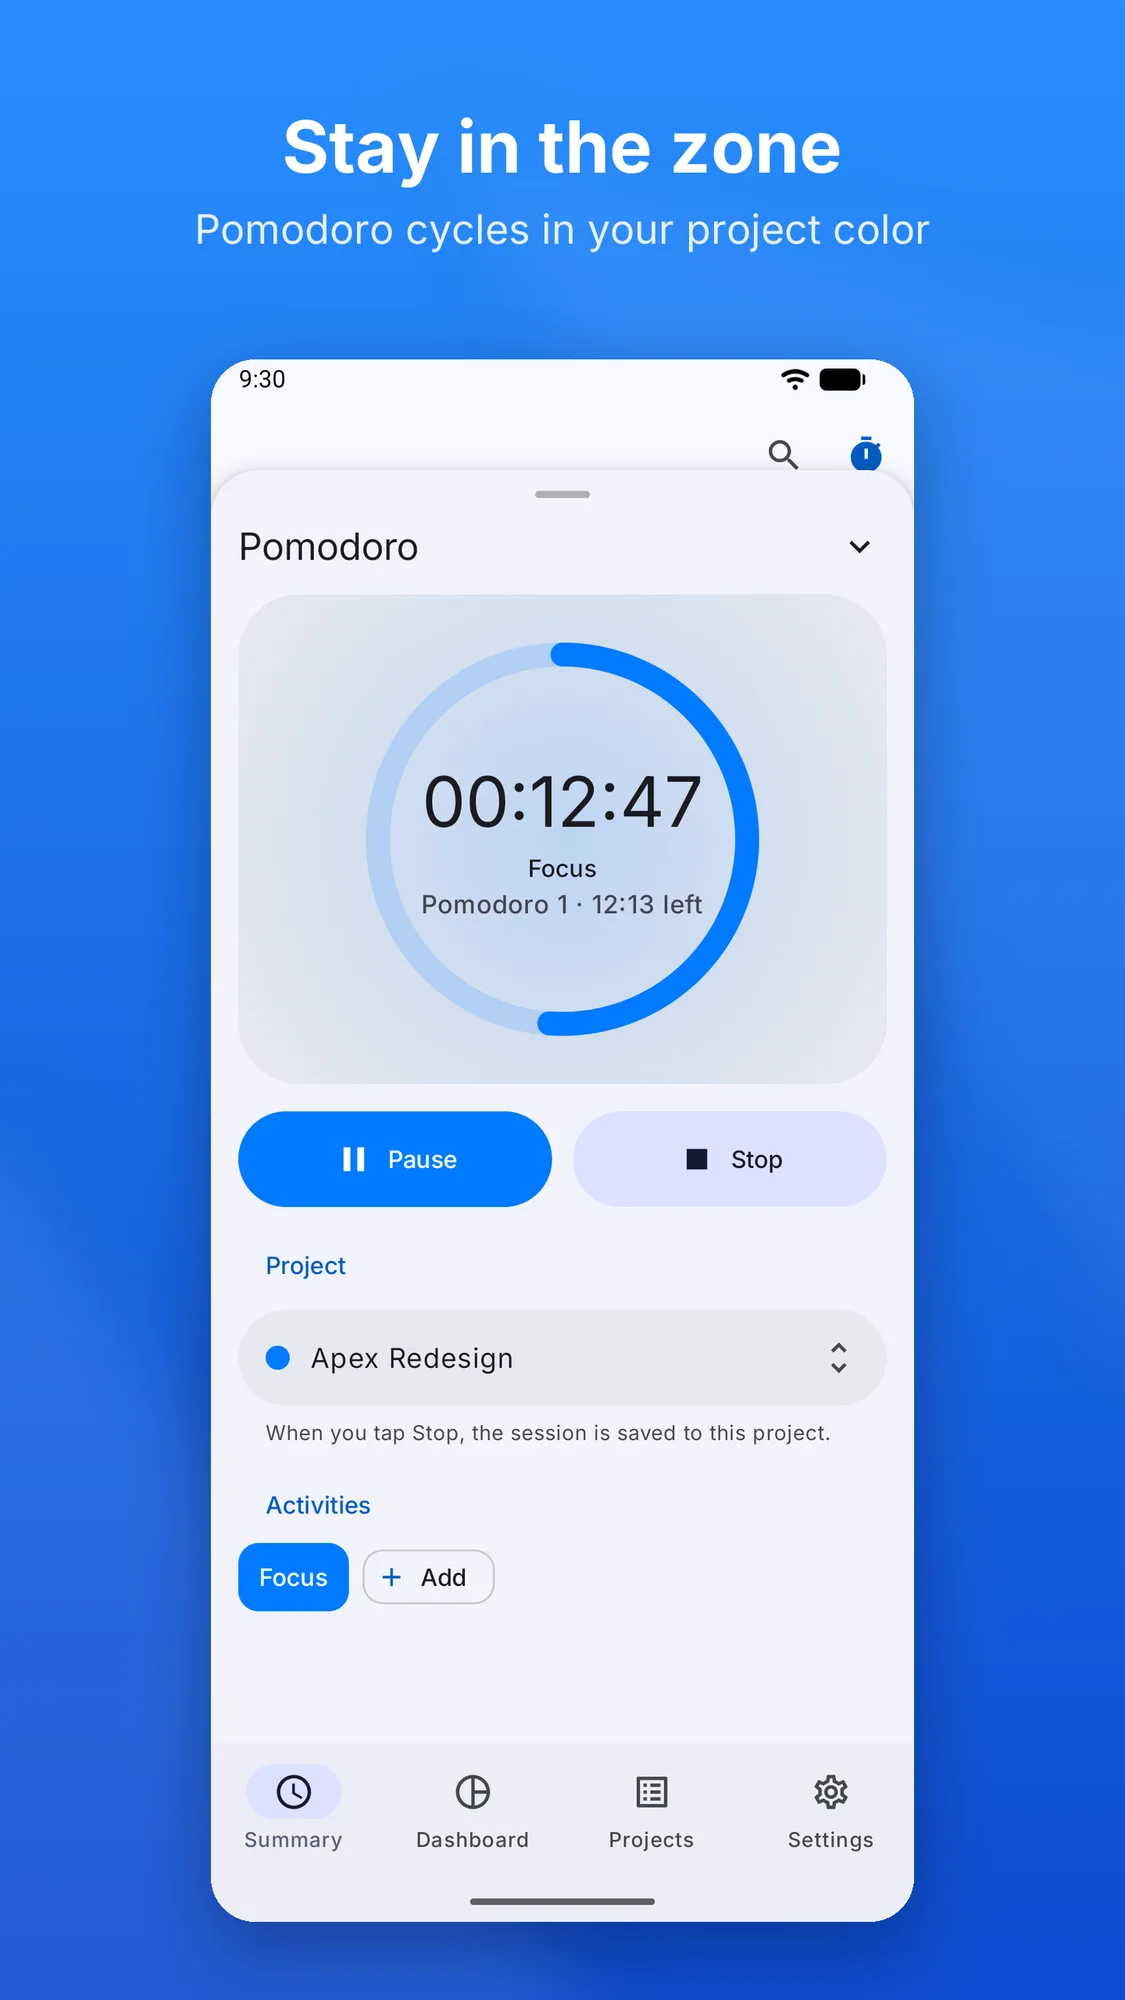 Stay in the zone
Pomodoro cycles in your project color
9:30
Pomodoro
00:12:47
Focus
Pomodoro 1 · 12:13 left
Pause
Stop
Project
Apex Redesign
When you tap Stop, the session is saved to this project.
Activities
Focus
+ Add
Summary
Dashboard
Projects
Settings